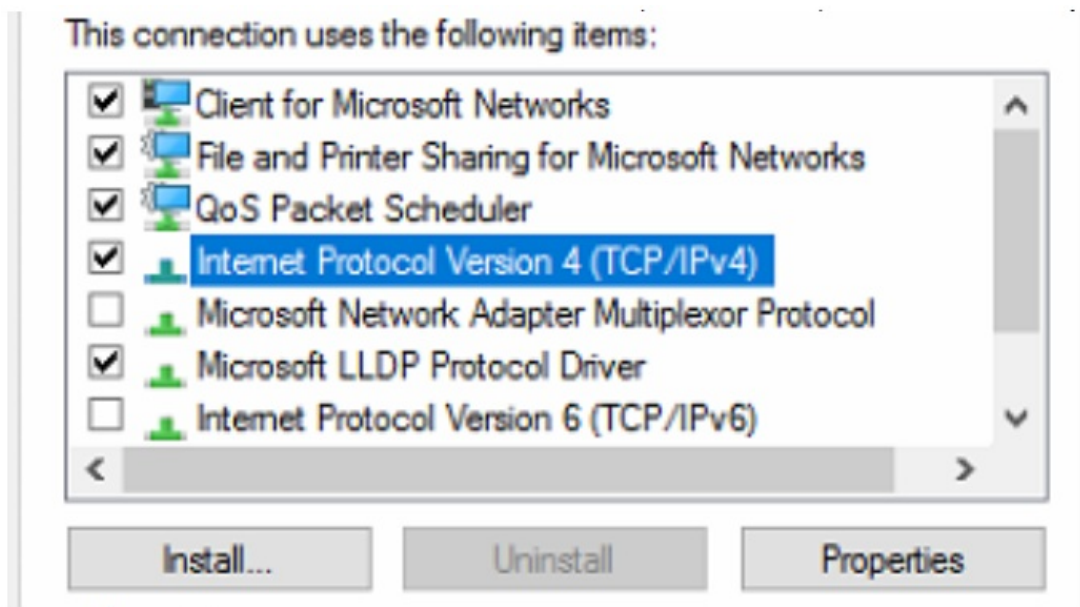 This connection uses the following items:
Client for Microsoft Networks
File and Printer Sharing for Microsoft Networks
QoS Packet Scheduler
Internet Protocol Version 4 (TCP/IPv4)
Microsoft Network Adapter Multiplexor Protocol
Microsoft LLDP Protocol Driver
Internet Protocol Version 6 (TCP/IPv6)
Install... Uninstall Properties